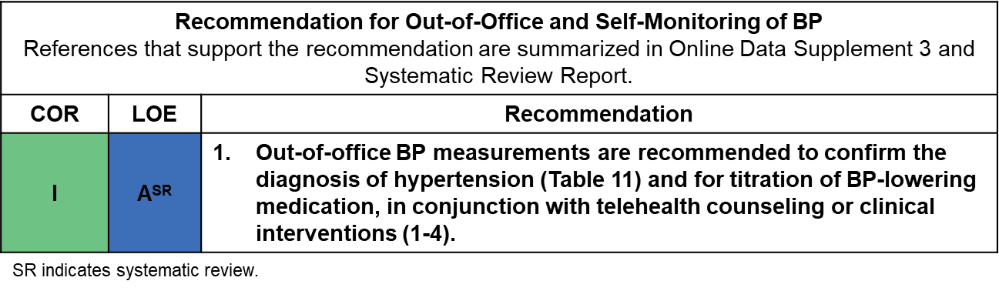 Recommendation for Out-of-Office and Self-Monitoring of BP
References that support the recommendation are summarized in Online Data Supplement 3 and
Systematic Review Report.
COR LOE Recommendation
I A^SR 1. Out-of-office BP measurements are recommended to confirm the
diagnosis of hypertension (Table 11) and for titration of BP-lowering
medication, in conjunction with telehealth counseling or clinical
interventions (1-4).
SR indicates systematic review.